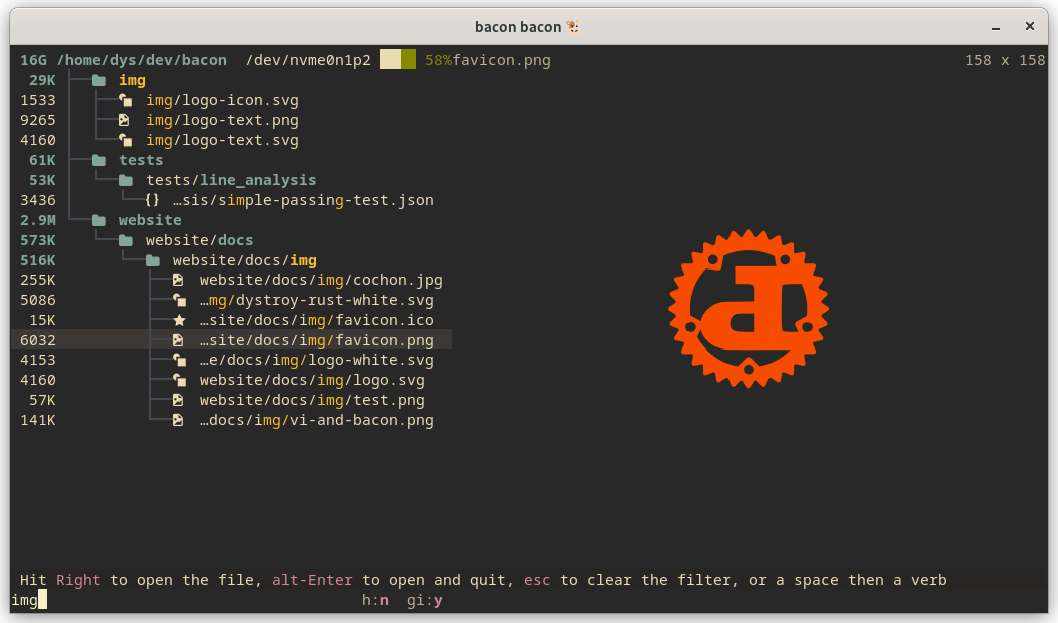 bacon bacon
16G /home/dys/dev/bacon /dev/nvme0n1p2 58%favicon.png 158 x 158
29K img
1533 img/logo-icon.svg
9265 img/logo-text.png
4160 img/logo-text.svg
61K tests
53K tests/line_analysis
3436 {} …sis/simple-passing-test.json
2.9M website
573K website/docs
516K website/docs/img
255K website/docs/img/cochon.jpg
5086 …mg/dystroy-rust-white.svg
15K …site/docs/img/favicon.ico
6032 …site/docs/img/favicon.png
4153 …e/docs/img/logo-white.svg
4160 website/docs/img/logo.svg
57K website/docs/img/test.png
141K …docs/img/vi-and-bacon.png
Hit Right to open the file, alt-Enter to open and quit, esc to clear the filter, or a space then a verb
img h:n gi:y